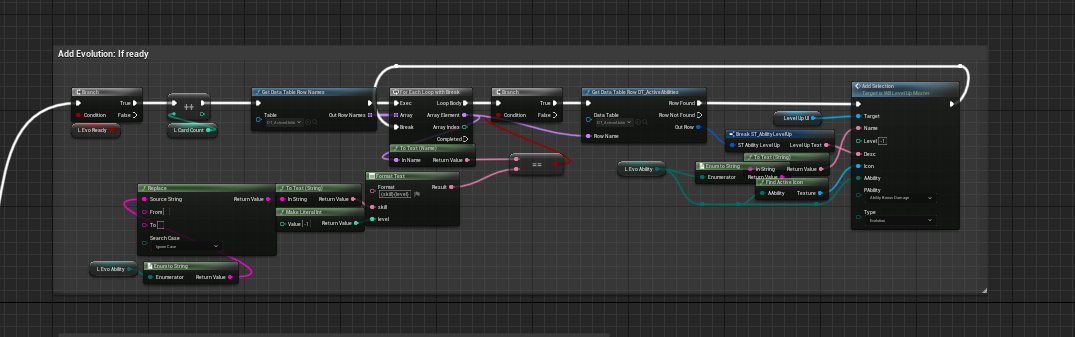 Add Evolution: If ready
Branch
True
Condition
False
L Evo Ready
++
L Card Count
Get Data Table Row Names
Table
DT_ActiveAbilities
Out Row Names
For Each Loop with Break
Exec
Loop Body
Array
Array Element
Break
Array Index
Completed
To Text (Name)
In Name
Return Value
Branch
True
Condition
False
==
Get Data Table Row DT_ActiveAbilities
Row Found
Data Table
Row Not Found
DT_ActiveAbilities
Out Row
Row Name
Level Up UI
Break ST_AbilityLevelUp
ST Ability Level Up
Level Up Text
L Evo Ability
Enum to String
Enumerator
Return Value
To Text (String)
In String
Return Value
Find Active Icon
AAbility
Texture
Add Selection
Target is WB Level Up Master
Target
Name
Level
-1
Desc
Icon
AAbility
PAbility
Ability Bonus Damage
Type
Evolution
Replace
Source String
Return Value
From
To
Search Case
Ignore Case
To Text (String)
In String
Return Value
Make Literal Int
Value
-1
Return Value
Format Text
Format
Result
{skill}{level}
skill
level
L Evo Ability
Enum to String
Enumerator
Return Value